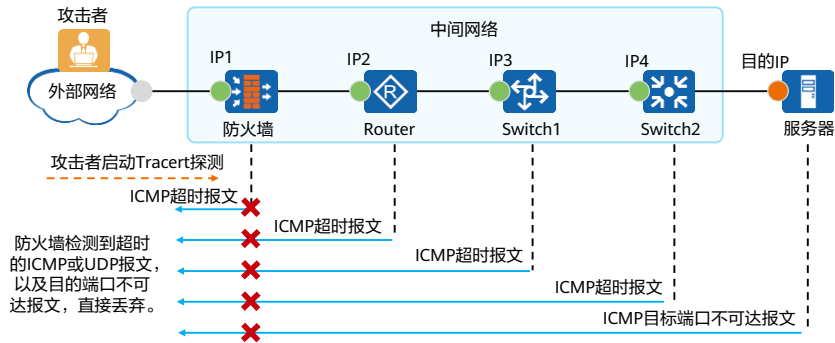 攻击者
外部网络
中间网络
IP1
IP2
IP3
IP4
目的IP
防火墙
Router
Switch1
Switch2
服务器
攻击者启动Tracert探测
ICMP超时报文
ICMP超时报文
ICMP超时报文
ICMP超时报文
ICMP目标端口不可达报文
防火墙检测到超时
的ICMP或UDP报文，
以及目的端口不可
达报文，直接丢弃。
R